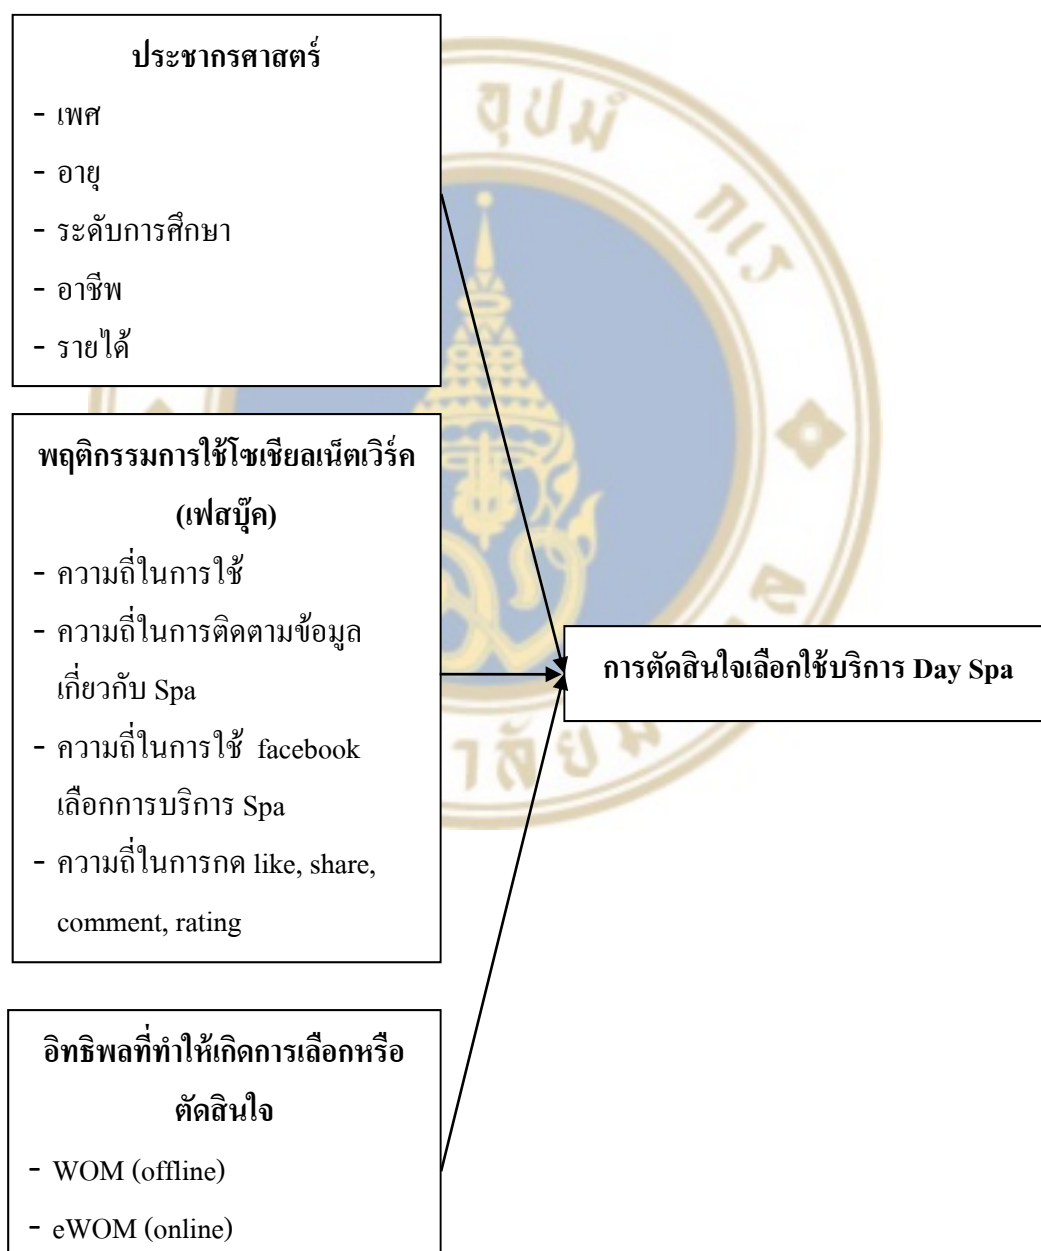 ประชากรศาสตร์
- เพศ
- อายุ
- ระดับการศึกษา
- อาชีพ
- รายได้
พฤติกรรมการใช้โซเชียลเน็ตเวิร์ค
(เฟสบุ๊ค)
- ความถี่ในการใช้
- ความถี่ในการติดตามข้อมูล
เกี่ยวกับ Spa
- ความถี่ในการใช้ facebook
เลือกการบริการ Spa
- ความถี่ในการกด like, share,
comment, rating
อิทธิพลที่ทำให้เกิดการเลือกหรือ
ตัดสินใจ
- WOM (offline)
- eWOM (online)
การตัดสินใจเลือกใช้บริการ Day Spa